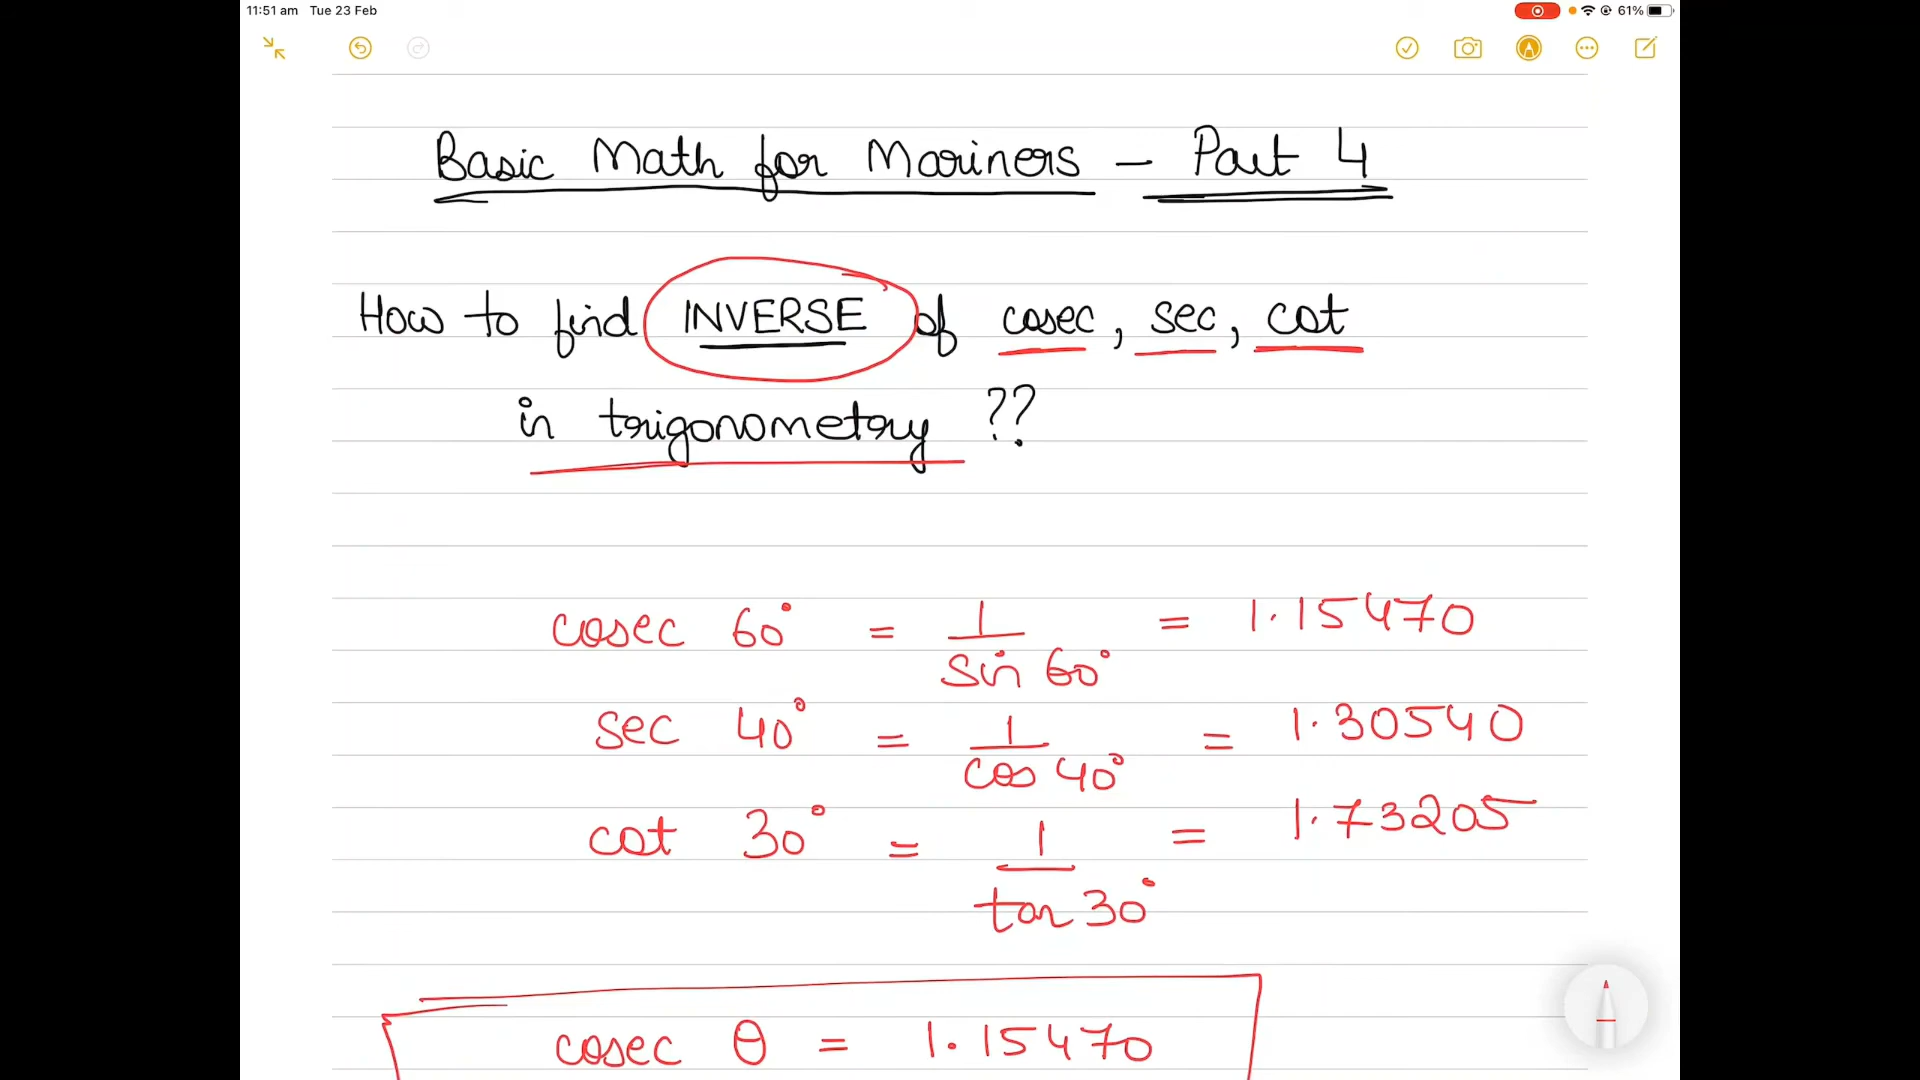 11:51 am Tue 23 Feb 61%
Basic Math for Mariners - Part 4
How to find INVERSE of cosec, sec, cot
in trigonometry ??
cosec 60° = 1/sin 60° = 1.15470
sec 40° = 1/cos 40° = 1.30540
cot 30° = 1/tan 30° = 1.73205
cosec θ = 1.15470